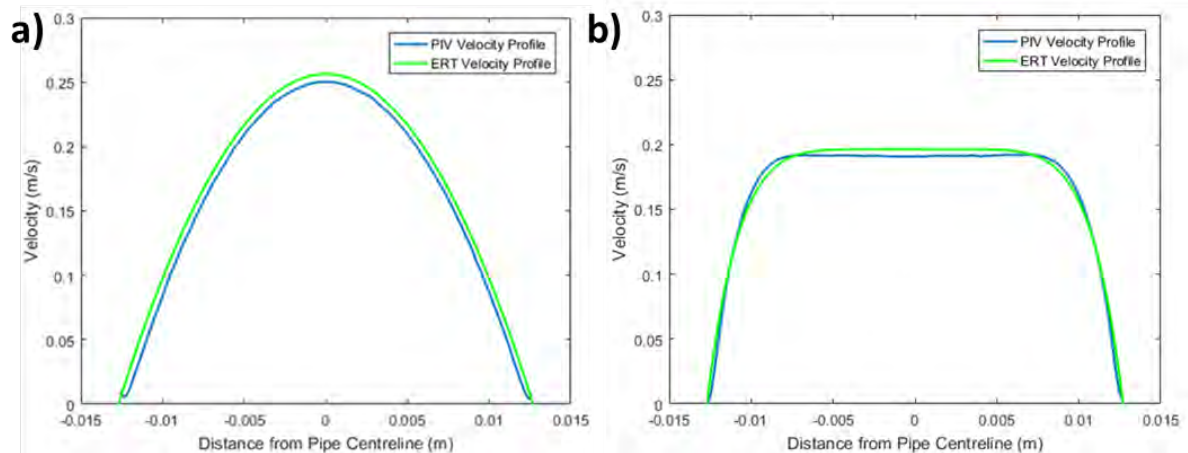 a)
0.3
0.25
0.2
0.15
0.1
0.05
0
Velocity (m/s)
PIV Velocity Profile
ERT Velocity Profile
-0.015 -0.01 -0.005 0 0.005 0.01 0.015
Distance from Pipe Centreline (m)
b)
0.3
0.25
0.2
0.15
0.1
0.05
0
Velocity (m/s)
PIV Velocity Profile
ERT Velocity Profile
-0.015 -0.01 -0.005 0 0.005 0.01 0.015
Distance from Pipe Centreline (m)